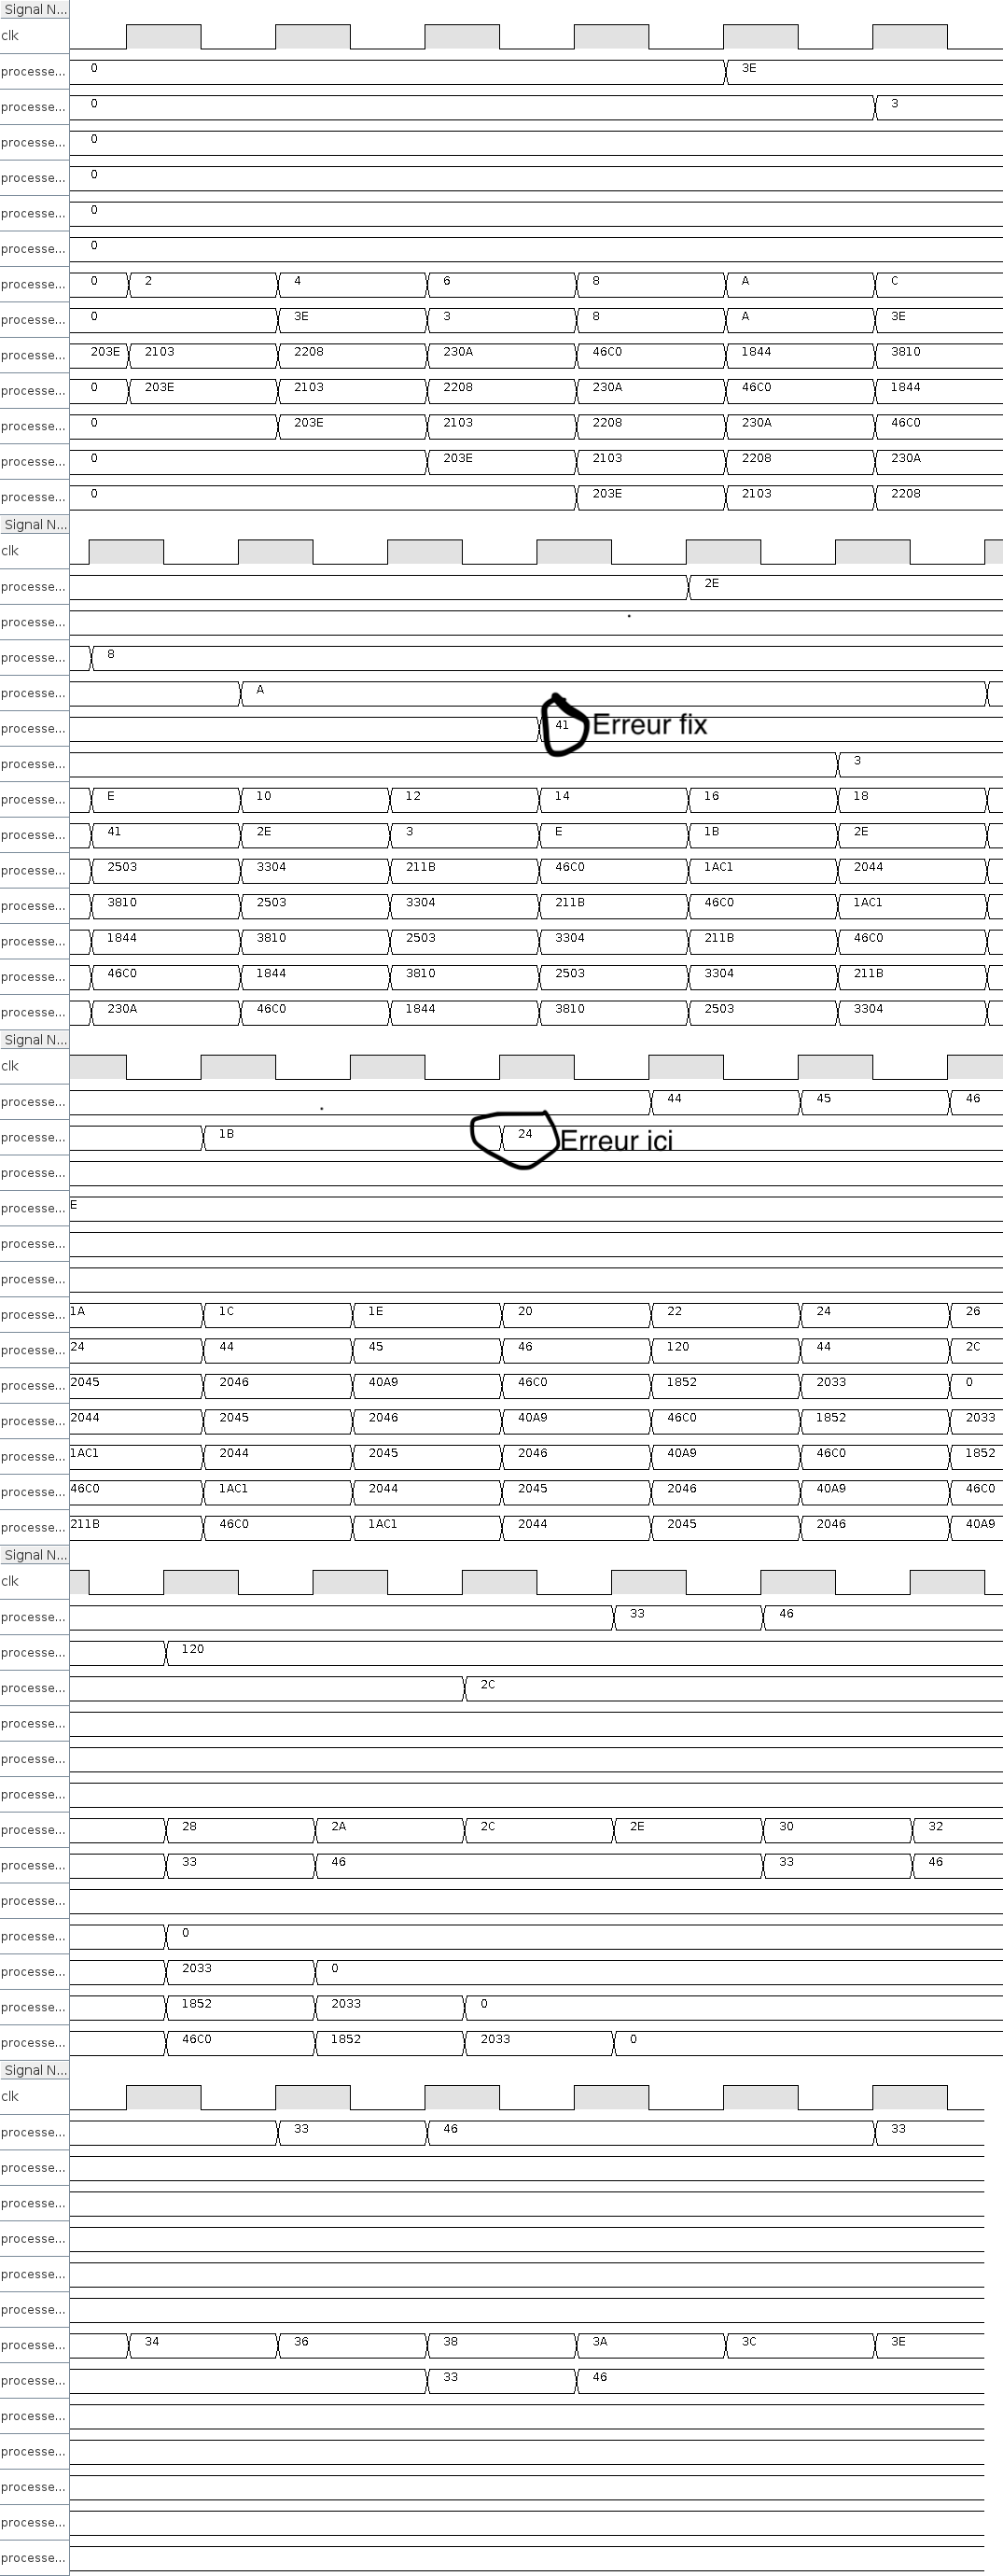 Signal N...
clk
processe... 0 3E
processe... 0 3
processe... 0
processe... 0
processe... 0
processe... 0
processe... 0 2 4 6 8 A C
processe... 0 3E 3 8 A 3E
processe... 203E 2103 2208 230A 46C0 1844 3810
processe... 0 203E 2103 2208 230A 46C0 1844
processe... 0 203E 2103 2208 230A 46C0
processe... 0 203E 2103 2208 230A
processe... 0 203E 2103 2208
Signal N...
clk
processe... 2E
processe...
processe... 8
processe... A
processe... 41 Erreur fix
processe... 3
processe... E 10 12 14 16 18
processe... 41 2E 3 E 1B 2E
processe... 2503 3304 211B 46C0 1AC1 2044
processe... 3810 2503 3304 211B 46C0 1AC1
processe... 1844 3810 2503 3304 211B 46C0
processe... 46C0 1844 3810 2503 3304 211B
processe... 230A 46C0 1844 3810 2503 3304
Signal N...
clk
processe... 44 45 46
processe... 1B 24 Erreur ici
processe...
processe... E
processe...
processe...
processe... 1A 1C 1E 20 22 24 26
processe... 24 44 45 46 120 44 2C
processe... 2045 2046 40A9 46C0 1852 2033 0
processe... 2044 2045 2046 40A9 46C0 1852 2033
processe... 1AC1 2044 2045 2046 40A9 46C0 1852
processe... 46C0 1AC1 2044 2045 2046 40A9 46C0
processe... 211B 46C0 1AC1 2044 2045 2046 40A9
Signal N...
clk
processe... 33 46
processe... 120
processe... 2C
processe...
processe...
processe...
processe... 28 2A 2C 2E 30 32
processe... 33 46 33 46
processe...
processe... 0
processe... 2033 0
processe... 1852 2033 0
processe... 46C0 1852 2033 0
Signal N...
clk
processe... 33 46 33
processe...
processe...
processe...
processe...
processe...
processe... 34 36 38 3A 3C 3E
processe... 33 46
processe...
processe...
processe...
processe...
processe...